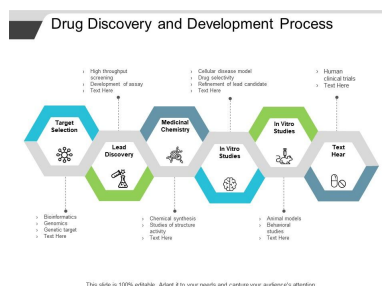 Drug Discovery and Development Process
› High throughput
screening
› Development of assay
› Text Here
› Cellular disease model
› Drug selectivity
› Refinement of lead candidate
› Text Here
› Human
clinical trials
› Text Here
Target
Selection
Lead
Discovery
Medicinal
Chemistry
In Vitro
Studies
In Vitro
Studies
Text
Hear
› Bioinformatics
› Genomics
› Genetic target
› Text Here
› Chemical synthesis
› Studies of structure
activity
› Text Here
› Animal models
› Behavioral
studies
› Text Here
This slide is 100% editable. Adapt it to your needs and capture your audience's attention.